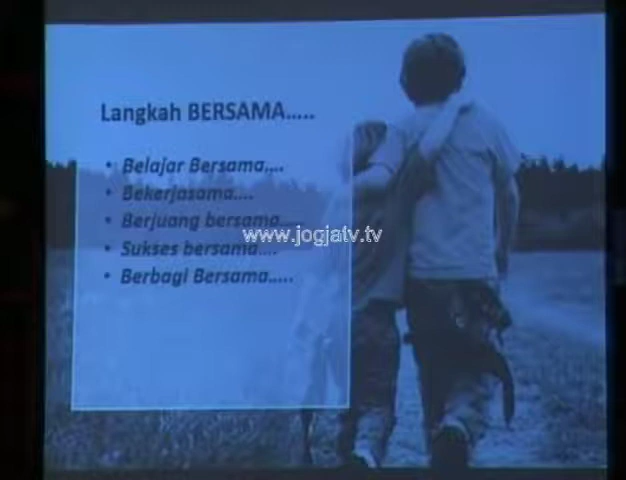 Langkah BERSAMA.....
• Belajar Bersama....
• Bekerjasama....
• Berjuang bersama....
www.jogjatv.tv
• Sukses bersama....
• Berbagi Bersama.....